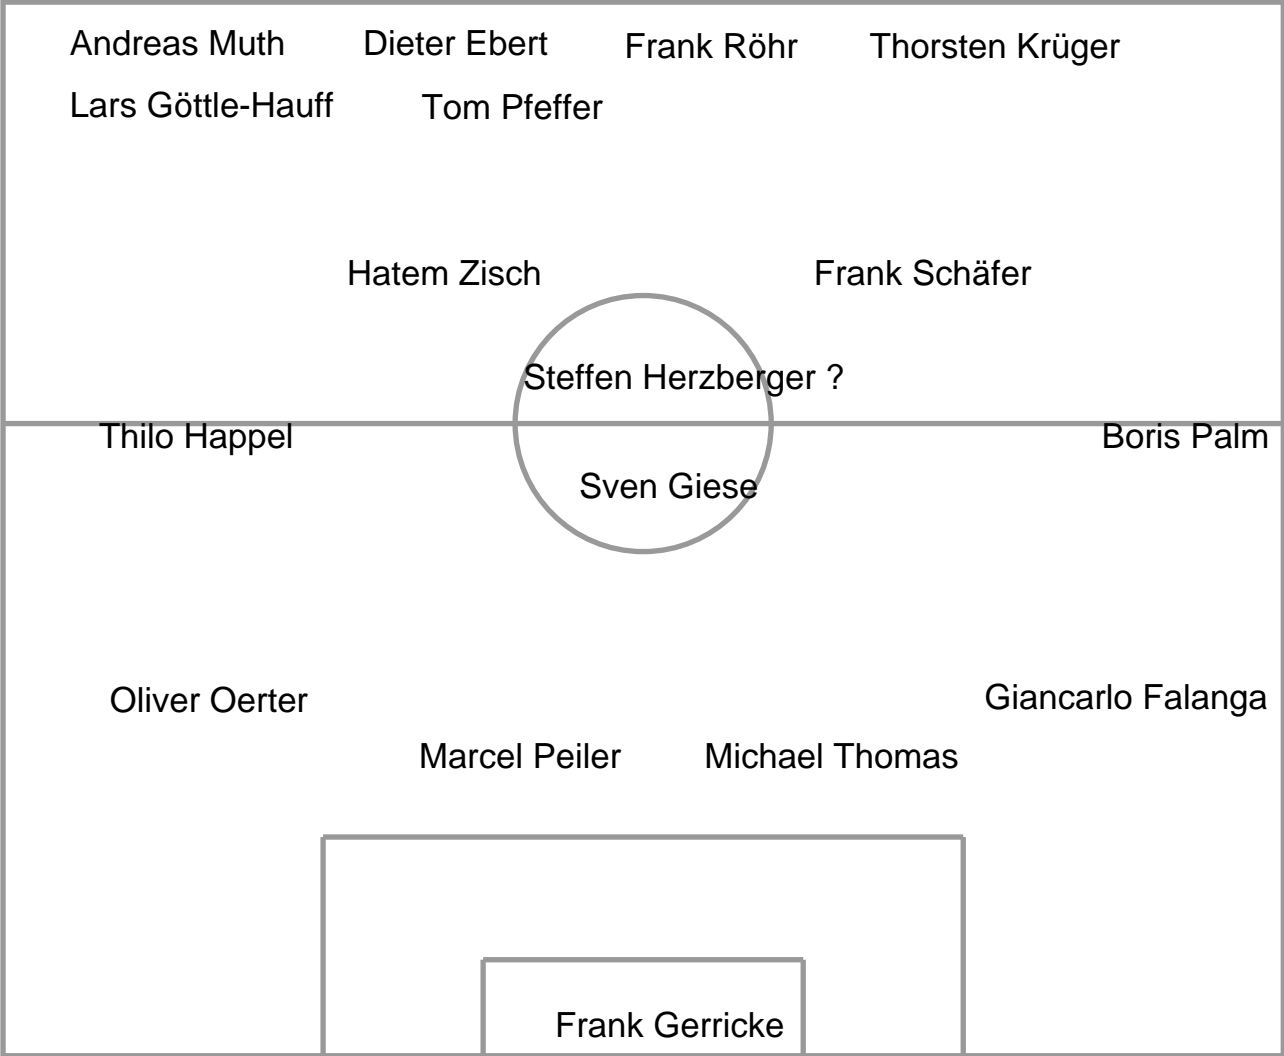 Andreas Muth Dieter Ebert Frank Röhr Thorsten Krüger
Lars Göttle-Hauff Tom Pfeffer
Hatem Zisch Frank Schäfer
Steffen Herzberger ?
Thilo Happel Boris Palm
Sven Giese
Oliver Oerter Giancarlo Falanga
Marcel Peiler Michael Thomas
Frank Gerricke